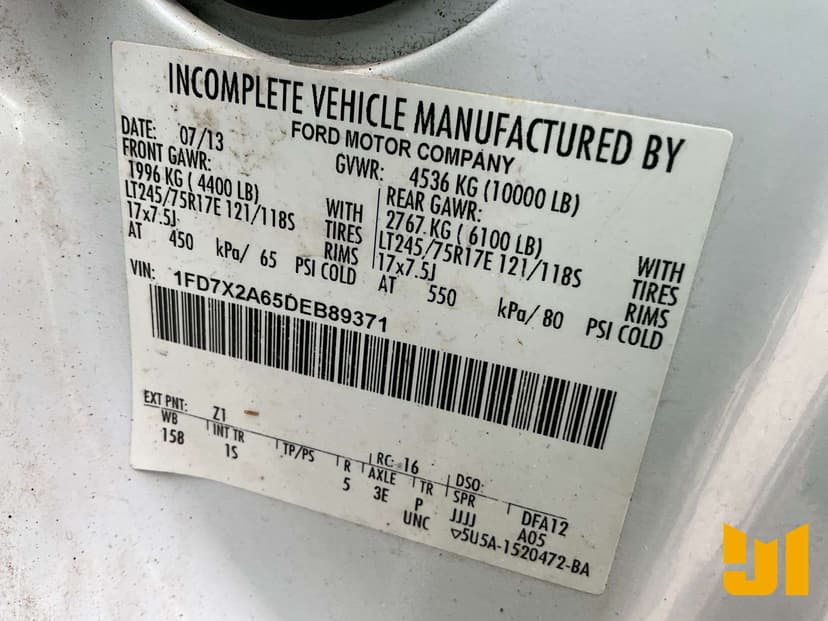 INCOMPLETE VEHICLE MANUFACTURED BY
FORD MOTOR COMPANY
DATE: 07/13 GVWR: 4536 KG (10000 LB)
FRONT GAWR: REAR GAWR:
1996 KG (4400 LB) WITH 2767 KG (6100 LB) WITH
LT245/75R17E 121/118S TIRES LT245/75R17E 121/118S TIRES
17x7.5J RIMS 17x7.5J RIMS
AT 450 kPa/ 65 PSI COLD AT 550 kPa/ 80 PSI COLD
VIN: 1FD7X2A65DEB89371
EXT PNT: Z1 RC: 16 DSO:
WB INT TR TP/PS R AXLE TR SPR DFA12
158 1S 5 3E P JJJJ A05
UNC ▽5U5A-1520472-BA